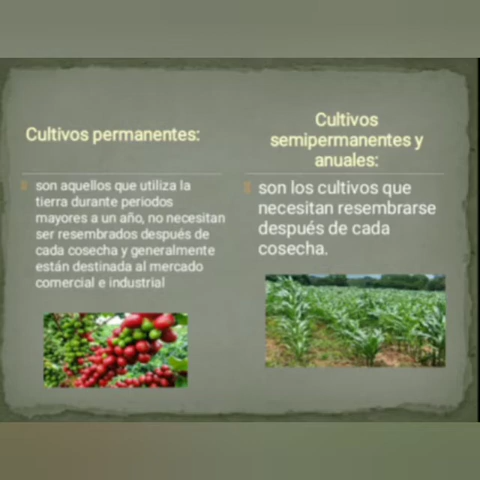 Cultivos permanentes:
son aquellos que utiliza la
tierra durante periodos
mayores a un año, no necesitan
ser resembrados después de
cada cosecha y generalmente
están destinada al mercado
comercial e industrial
Cultivos
semipermanentes y
anuales:
son los cultivos que
necesitan resembrarse
después de cada
cosecha.